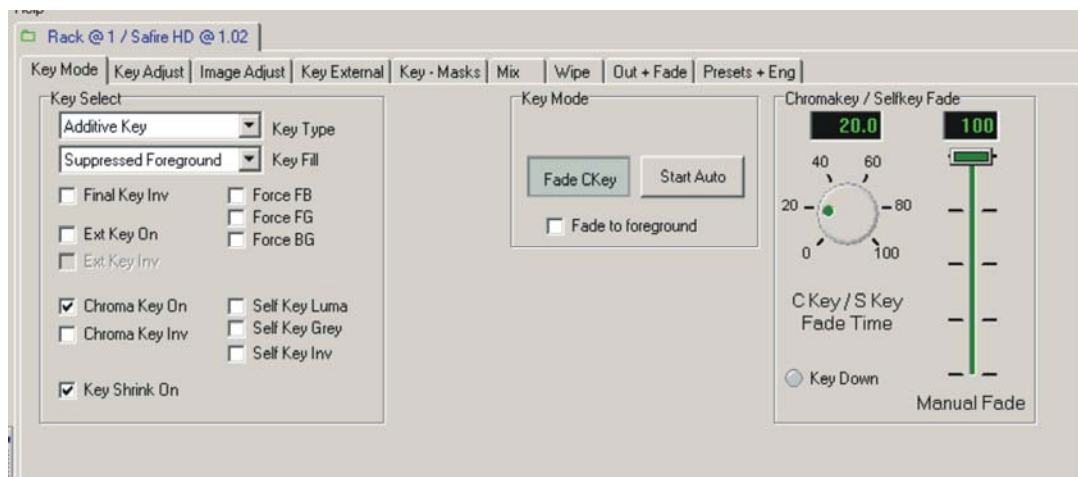 Help
Rack @ 1 / Safire HD @ 1.02
Key Mode Key Adjust Image Adjust Key External Key - Masks Mix Wipe Out + Fade Presets + Eng
Key Select
Additive Key Key Type
Suppressed Foreground Key Fill
Final Key Inv Force FB
Force FG
Ext Key On Force BG
Ext Key Inv
Chroma Key On Self Key Luma
Chroma Key Inv Self Key Grey
Self Key Inv
Key Shrink On
Key Mode
Fade CKey Start Auto
Fade to foreground
Chromakey / Selfkey Fade
20.0 100
40 60
20 80
0 100
C Key / S Key
Fade Time
Key Down
Manual Fade